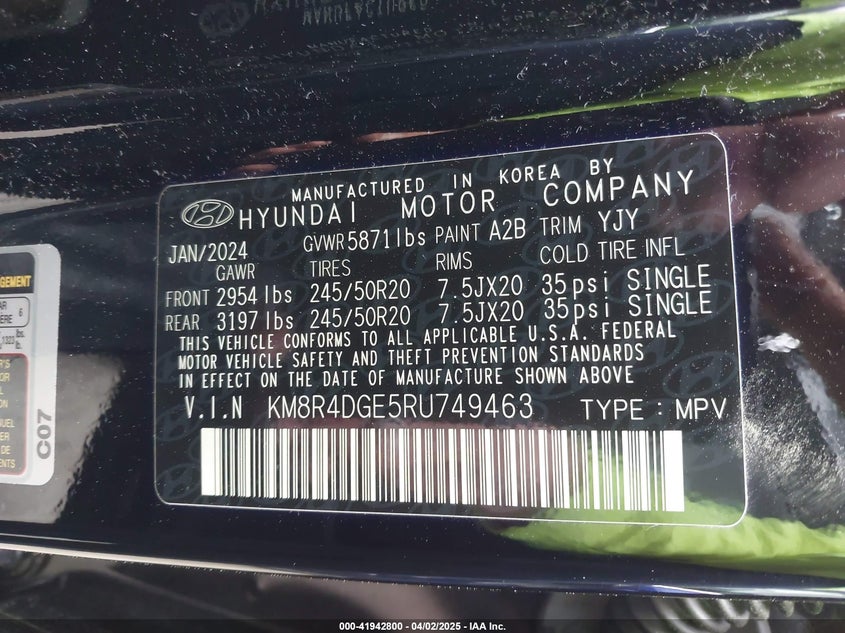 MANUFACTURED IN KOREA BY
HYUNDAI MOTOR COMPANY
JAN/2024 GVWR 5871 lbs PAINT A2B TRIM YJY
GAWR TIRES RIMS COLD TIRE INFL
FRONT 2954 lbs 245/50R20 7.5JX20 35 psi SINGLE
REAR 3197 lbs 245/50R20 7.5JX20 35 psi SINGLE
THIS VEHICLE CONFORMS TO ALL APPLICABLE U.S.A. FEDERAL
MOTOR VEHICLE SAFETY AND THEFT PREVENTION STANDARDS
IN EFFECT ON THE DATE OF MANUFACTURE SHOWN ABOVE
V.I.N KM8R4DGE5RU749463 TYPE : MPV
C07
000-41942800 - 04/02/2025 - IAA Inc.